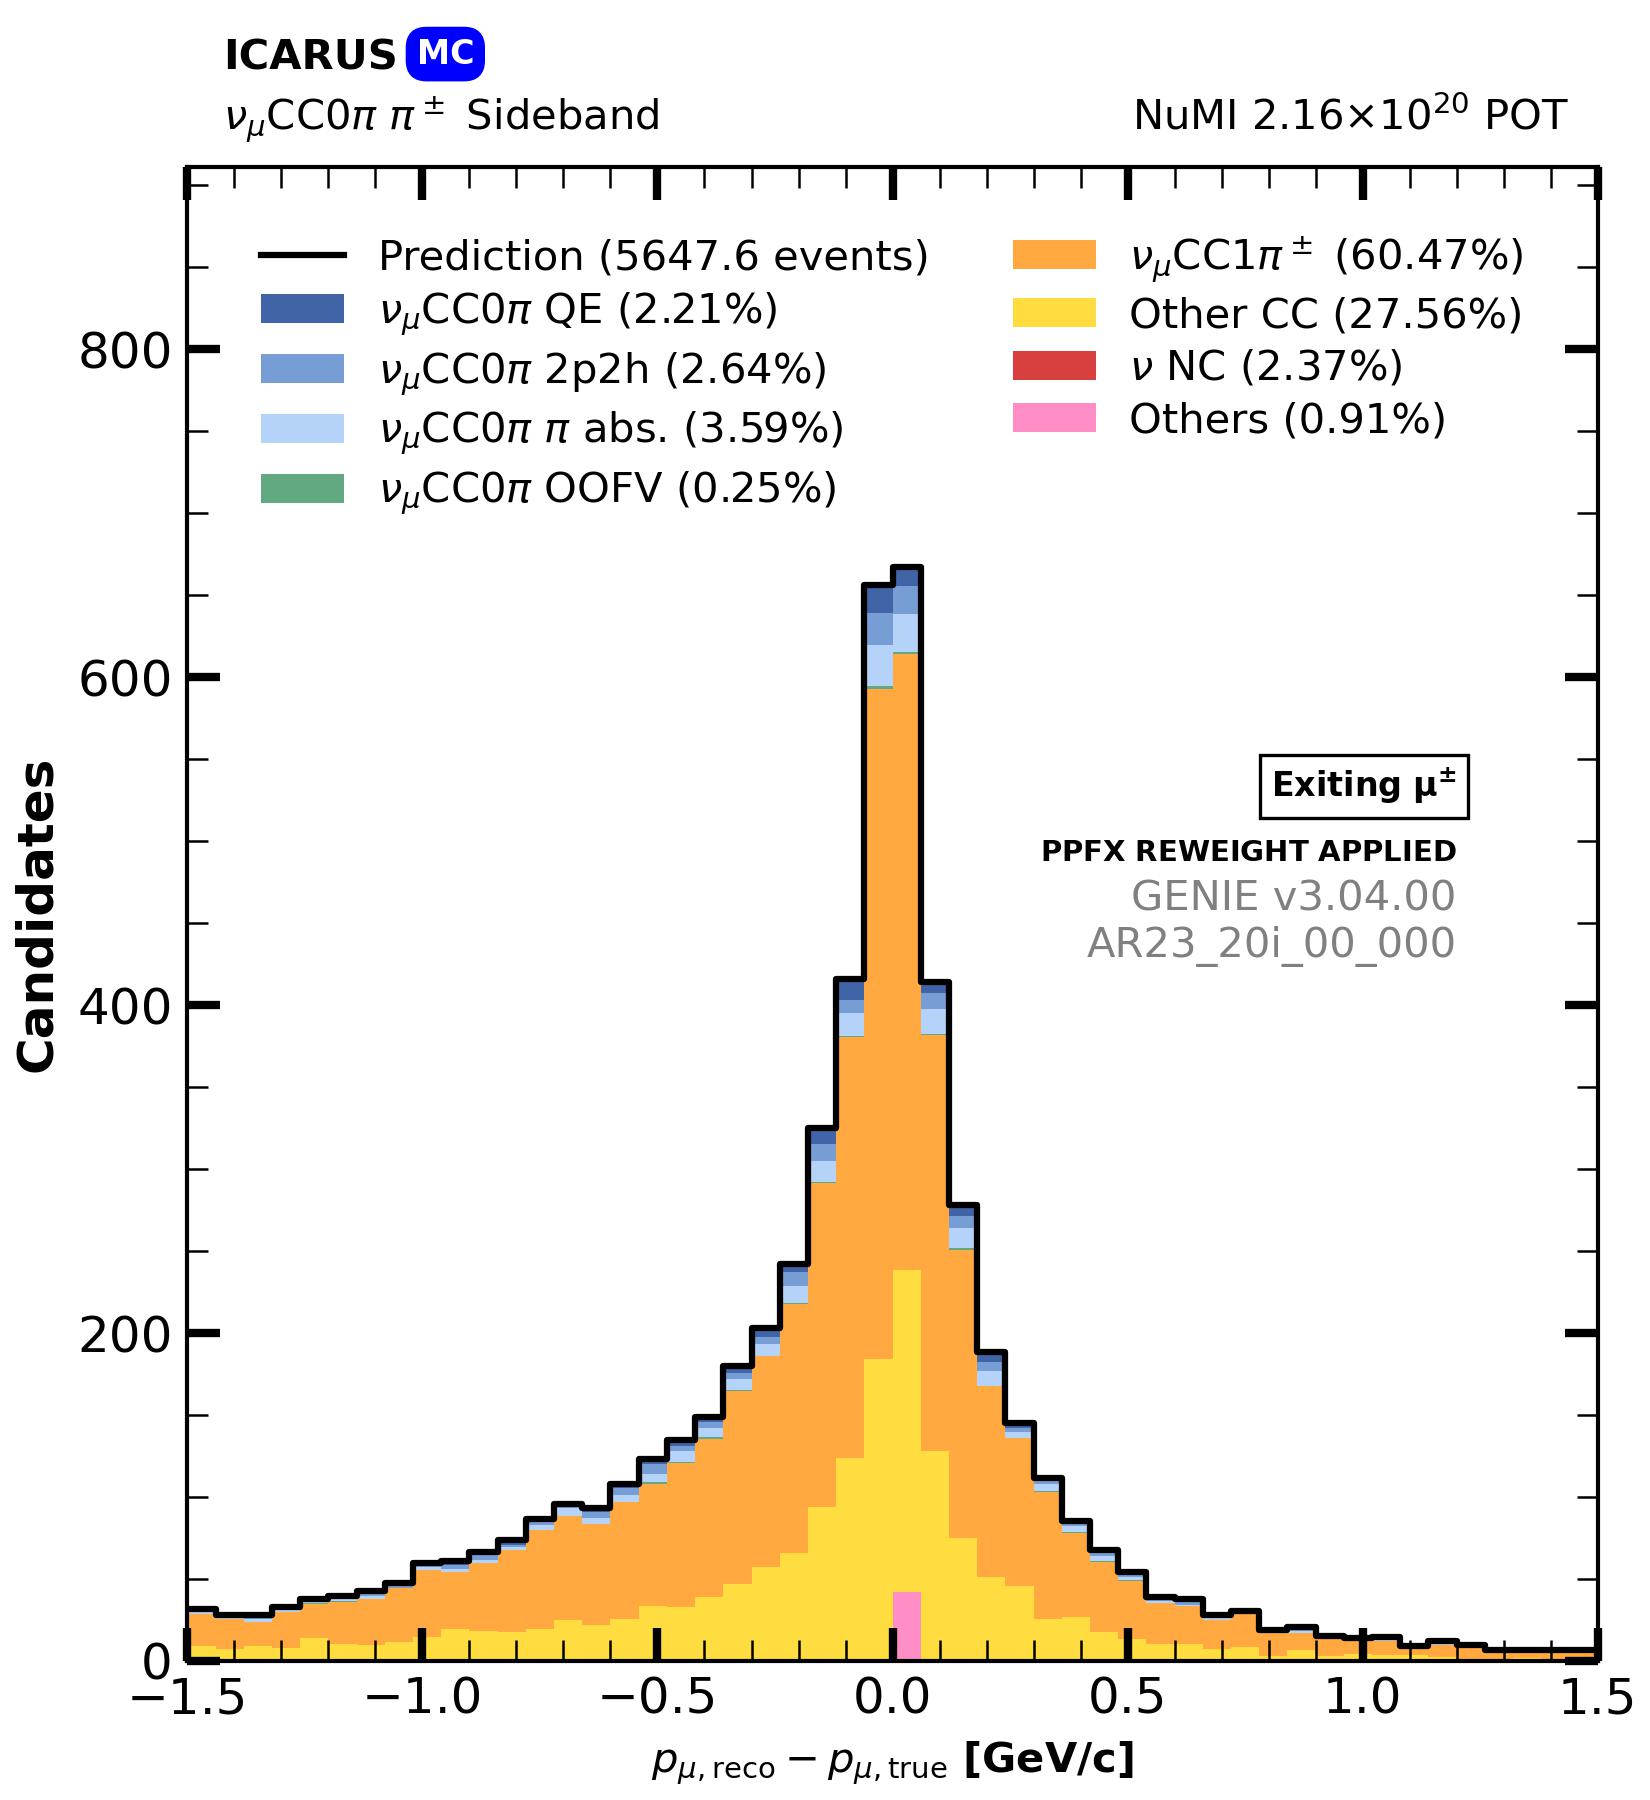 ICARUS MC
νμCC0π π± Sideband
NuMI 2.16×10²⁰ POT
Prediction (5647.6 events)
νμCC0π QE (2.21%)
νμCC0π 2p2h (2.64%)
νμCC0π π abs. (3.59%)
νμCC0π OOFV (0.25%)
νμCC1π± (60.47%)
Other CC (27.56%)
ν NC (2.37%)
Others (0.91%)
Exiting μ±
PPFX REWEIGHT APPLIED
GENIE v3.04.00
AR23_20i_00_000
Candidates
800
600
400
200
0
−1.5 −1.0 −0.5 0.0 0.5 1.0 1.5
pμ, reco − pμ, true [GeV/c]